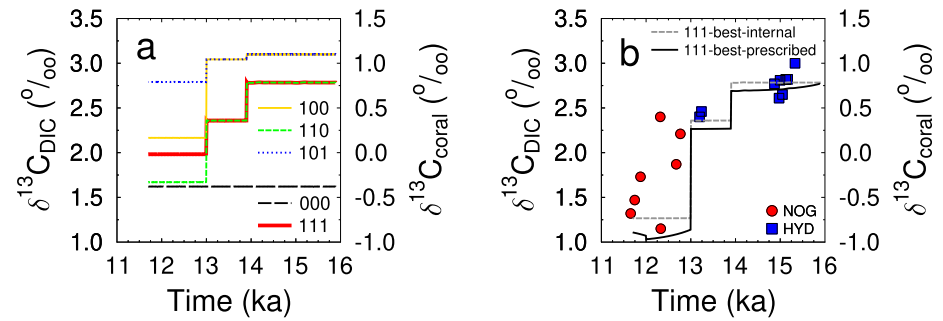 a
3.5
3.0
2.5
2.0
1.5
1.0
δ¹³C_DIC (°/oo)
1.5
1.0
0.5
0.0
-0.5
-1.0
δ¹³C_coral (°/oo)
100
110
101
000
111
11 12 13 14 15 16
Time (ka)
b
3.5
3.0
2.5
2.0
1.5
1.0
δ¹³C_DIC (°/oo)
1.5
1.0
0.5
0.0
-0.5
-1.0
δ¹³C_coral (°/oo)
111-best-internal
111-best-prescribed
NOG
HYD
11 12 13 14 15 16
Time (ka)